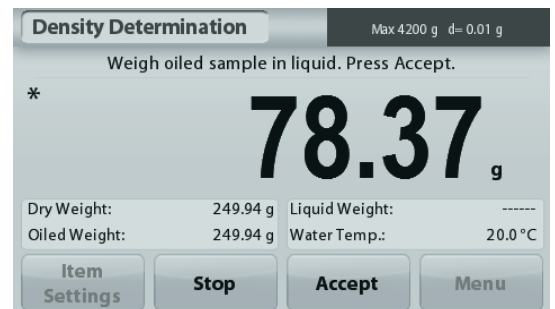 Density Determination
Max 4200 g d= 0.01 g
Weigh oiled sample in liquid. Press Accept.
*
78.37 g
Dry Weight: 249.94 g Liquid Weight: ------
Oiled Weight: 249.94 g Water Temp.: 20.0 °C
Item Settings
Stop
Accept
Menu